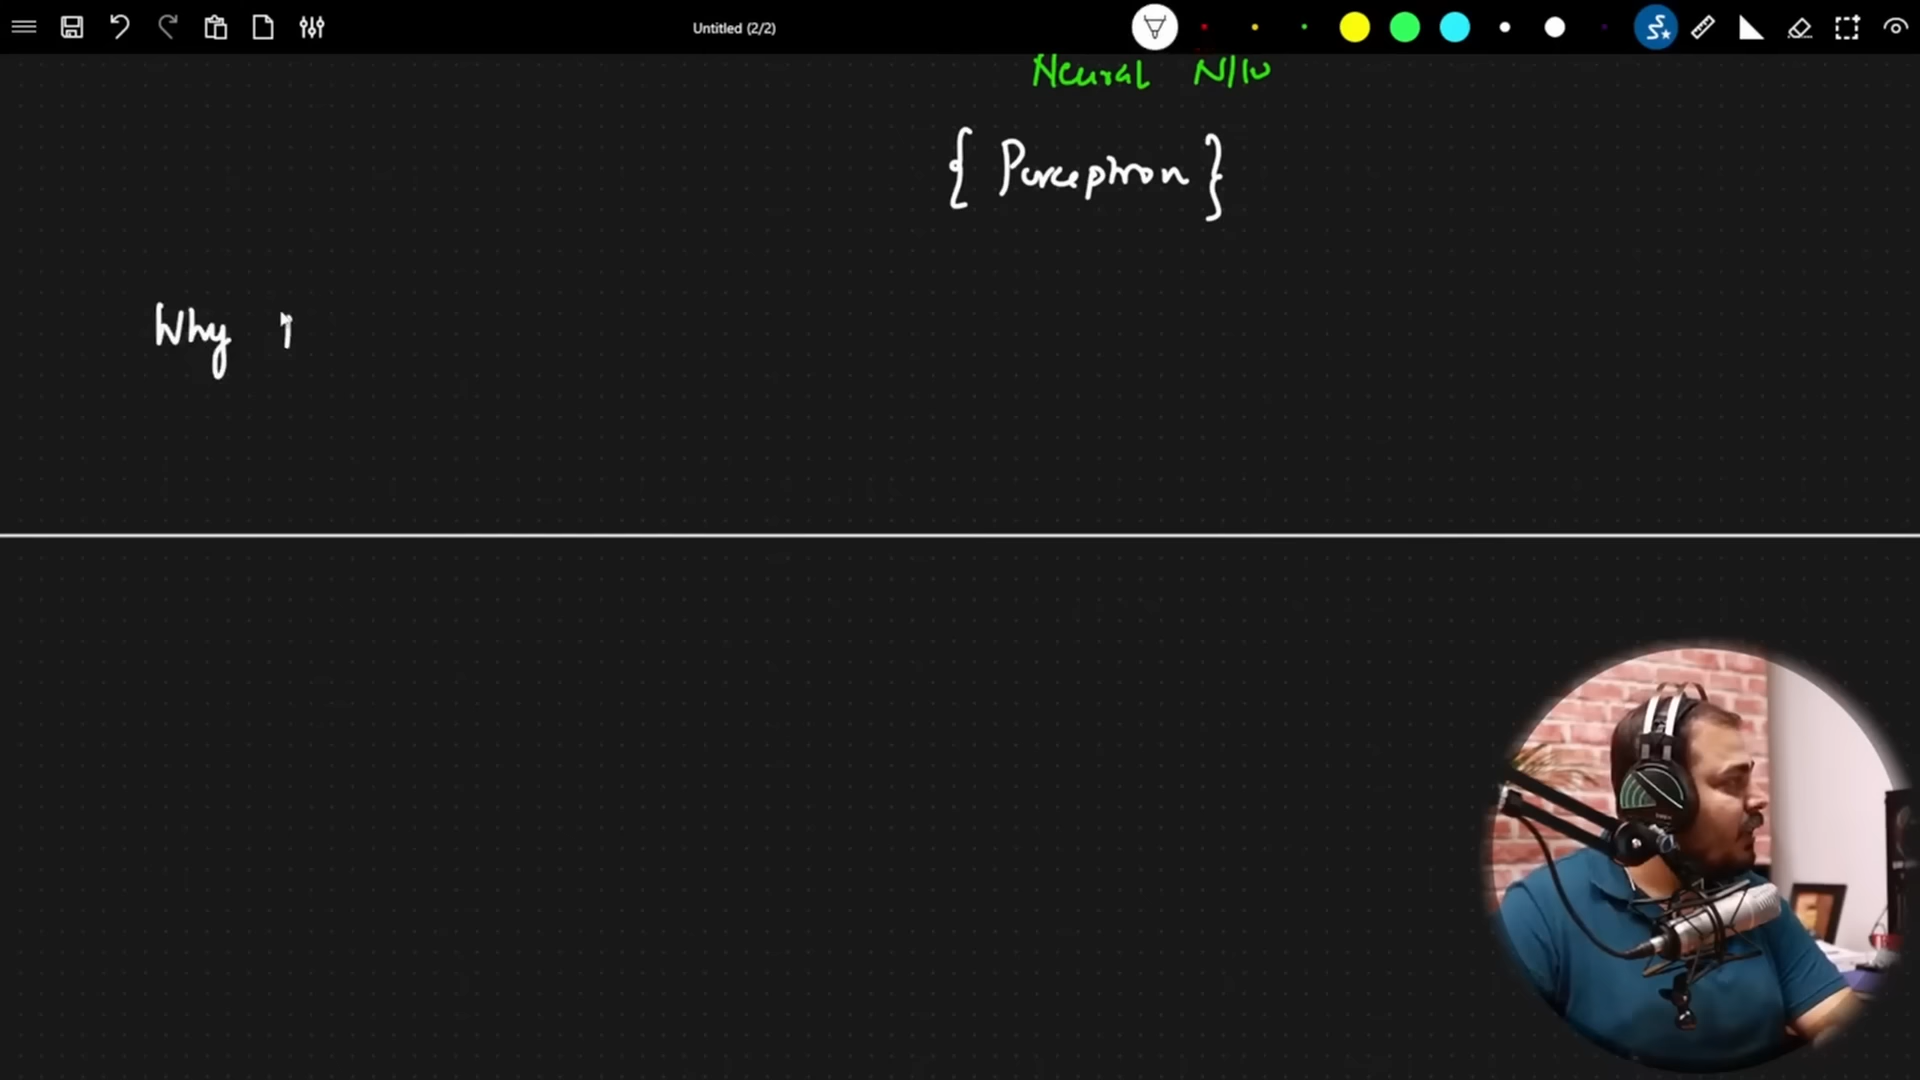 Untitled (2/2)
Neural N/w
{ Perceptron }
Why